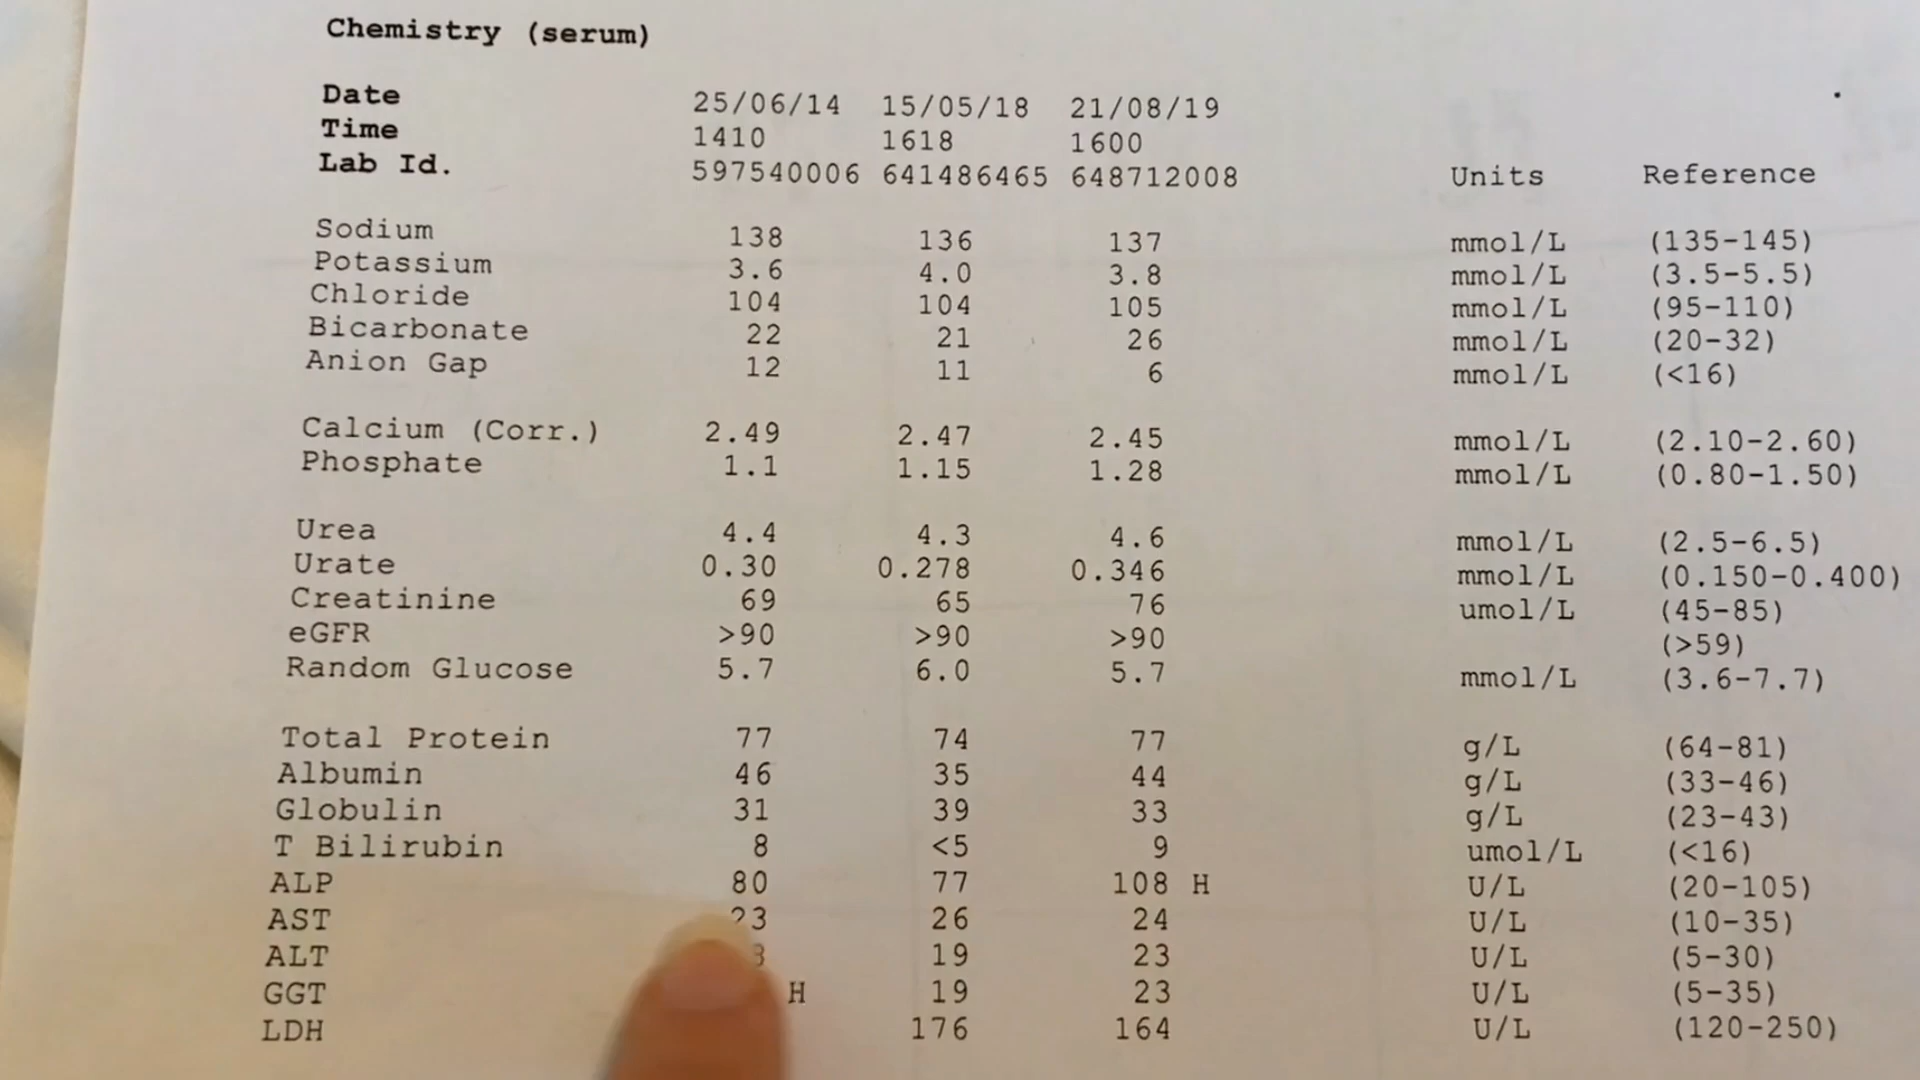 Chemistry (serum)
Date 25/06/14 15/05/18 21/08/19
Time 1410 1618 1600
Lab Id. 597540006 641486465 648712008 Units Reference
Sodium 138 136 137 mmol/L (135-145)
Potassium 3.6 4.0 3.8 mmol/L (3.5-5.5)
Chloride 104 104 105 mmol/L (95-110)
Bicarbonate 22 21 26 mmol/L (20-32)
Anion Gap 12 11 6 mmol/L (<16)
Calcium (Corr.) 2.49 2.47 2.45 mmol/L (2.10-2.60)
Phosphate 1.1 1.15 1.28 mmol/L (0.80-1.50)
Urea 4.4 4.3 4.6 mmol/L (2.5-6.5)
Urate 0.30 0.278 0.346 mmol/L (0.150-0.400)
Creatinine 69 65 76 umol/L (45-85)
eGFR >90 >90 >90 (>59)
Random Glucose 5.7 6.0 5.7 mmol/L (3.6-7.7)
Total Protein 77 74 77 g/L (64-81)
Albumin 46 35 44 g/L (33-46)
Globulin 31 39 33 g/L (23-43)
T Bilirubin 8 <5 9 umol/L (<16)
ALP 80 77 108 H U/L (20-105)
AST 23 26 24 U/L (10-35)
ALT 19 23 U/L (5-30)
GGT H 19 23 U/L (5-35)
LDH 176 164 U/L (120-250)